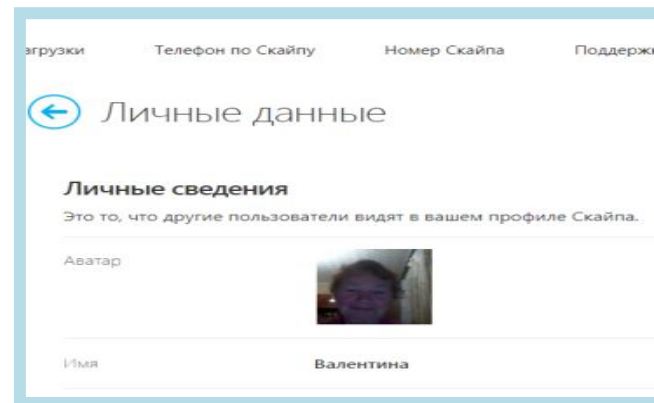 агрузки Телефон по Скайпу Номер Скайпа Поддержк
Личные данные
Личные сведения
Это то, что другие пользователи видят в вашем профиле Скайпа.
Аватар
Имя Валентина